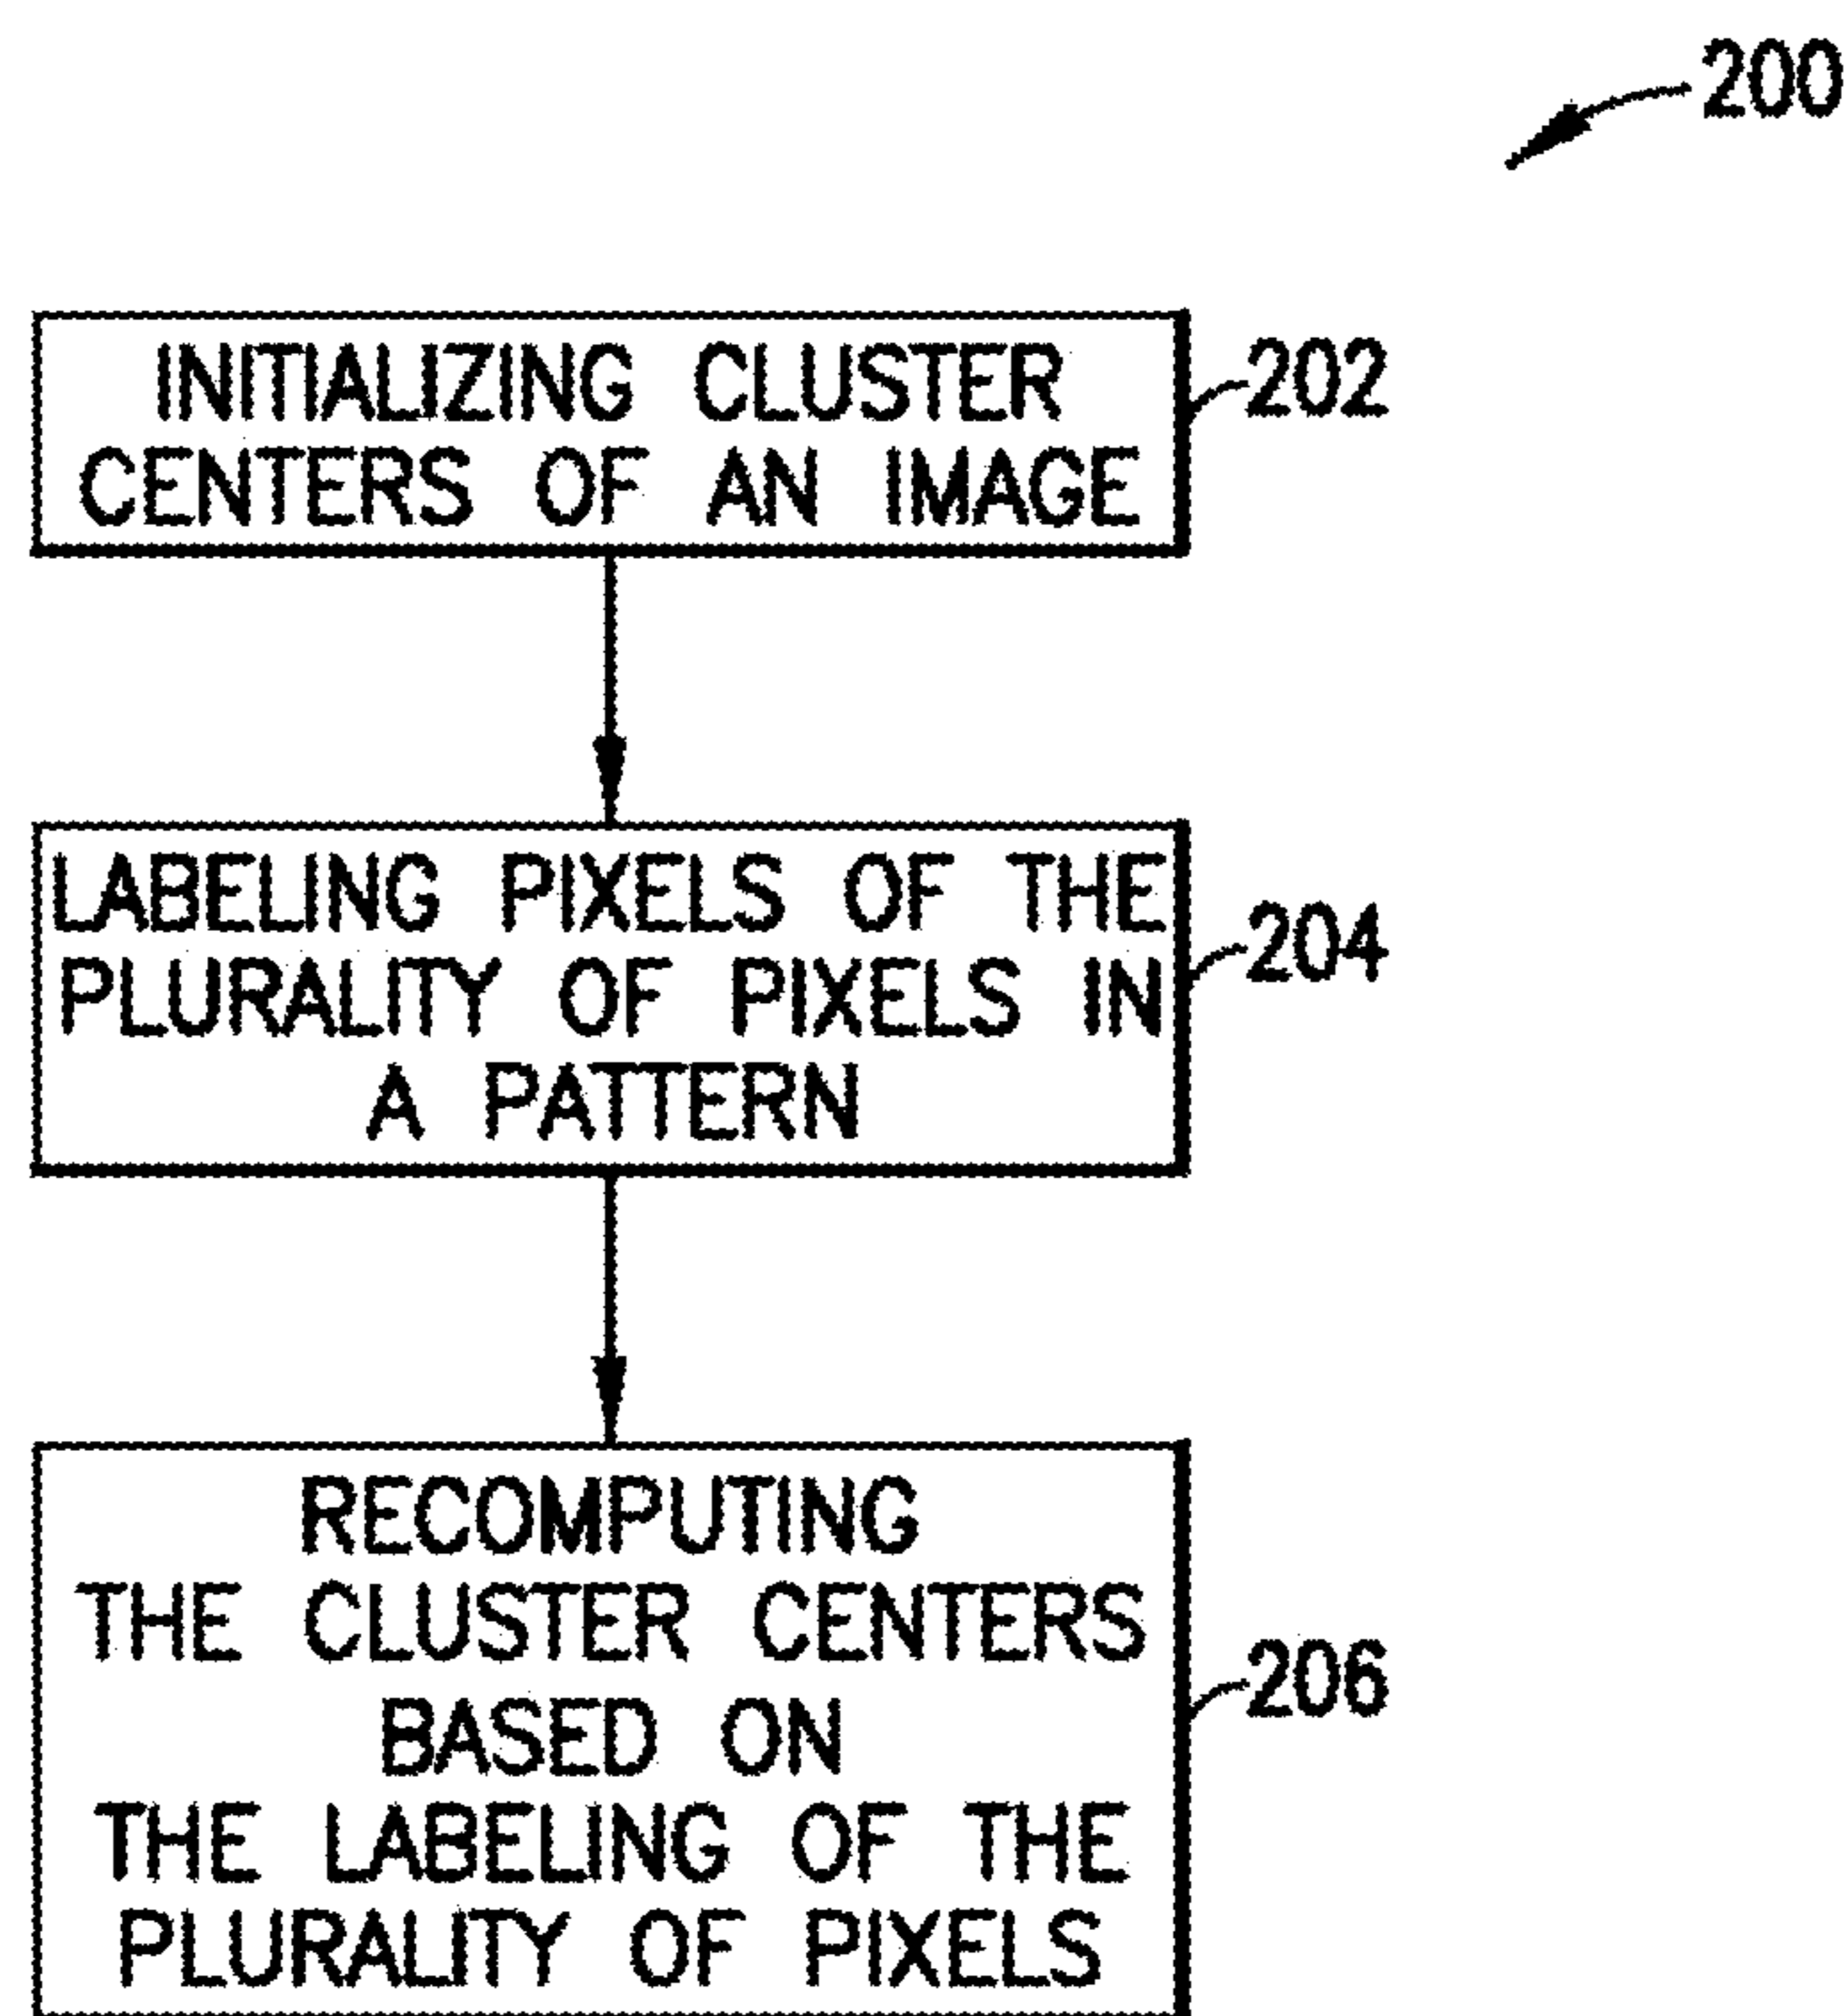 200
INITIALIZING CLUSTER
CENTERS OF AN IMAGE
202
LABELING PIXELS OF THE
PLURALITY OF PIXELS IN
A PATTERN
204
RECOMPUTING
THE CLUSTER CENTERS
BASED ON
THE LABELING OF THE
PLURALITY OF PIXELS
206